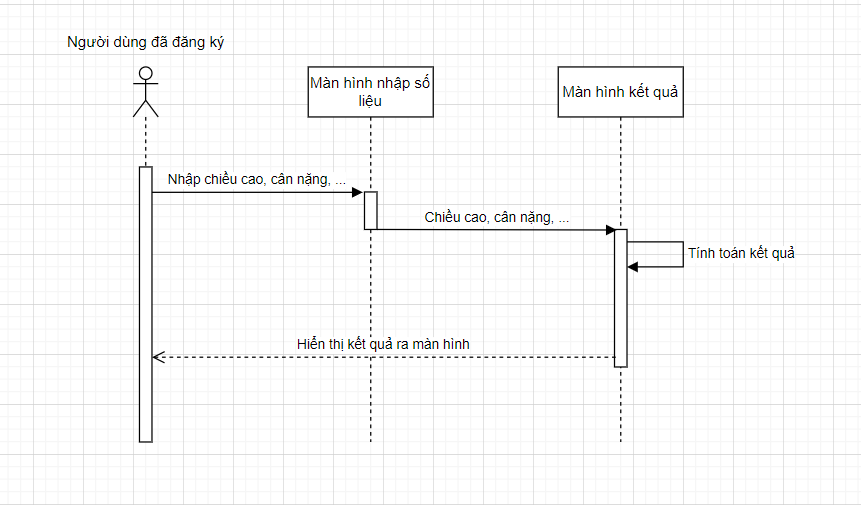 Người dùng đã đăng ký
Màn hình nhập số
liệu
Màn hình kết quả
Nhập chiều cao, cân nặng, ...
Chiều cao, cân nặng, ...
Tính toán kết quả
Hiển thị kết quả ra màn hình